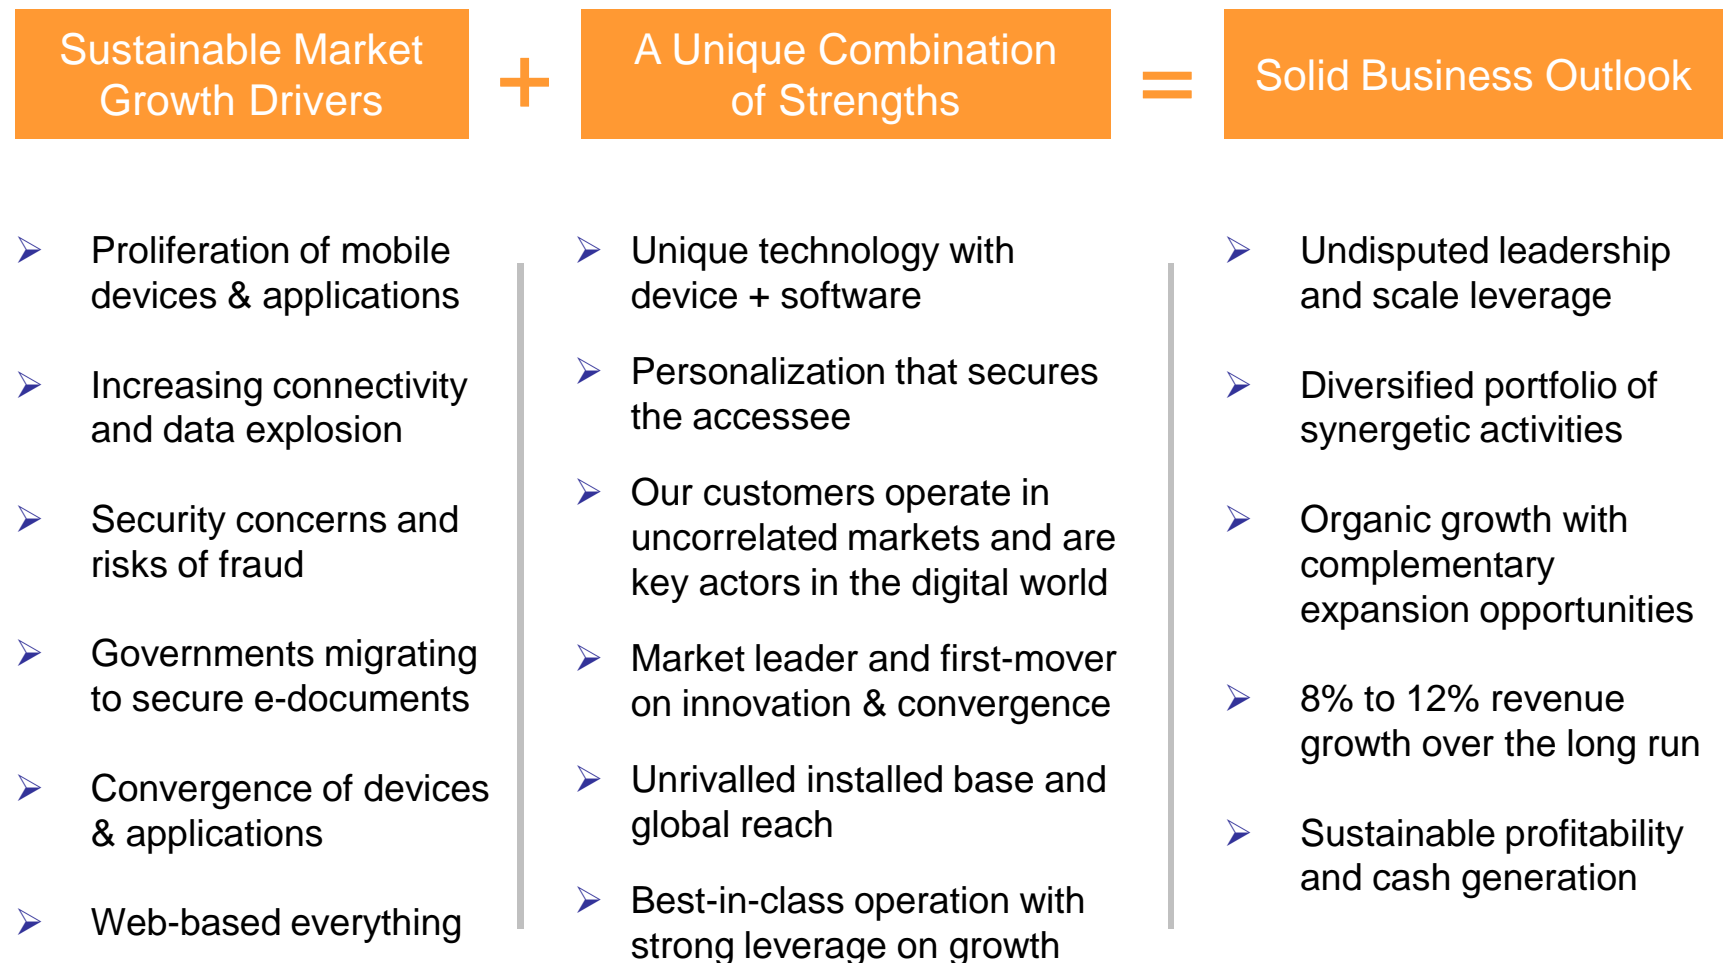 Sustainable Market
Growth Drivers
+
A Unique Combination
of Strengths
=
Solid Business Outlook
➢ Proliferation of mobile
devices & applications
➢ Increasing connectivity
and data explosion
➢ Security concerns and
risks of fraud
➢ Governments migrating
to secure e-documents
➢ Convergence of devices
& applications
➢ Web-based everything
➢ Unique technology with
device + software
➢ Personalization that secures
the accessee
➢ Our customers operate in
uncorrelated markets and are
key actors in the digital world
➢ Market leader and first-mover
on innovation & convergence
➢ Unrivalled installed base and
global reach
➢ Best-in-class operation with
strong leverage on growth
➢ Undisputed leadership
and scale leverage
➢ Diversified portfolio of
synergetic activities
➢ Organic growth with
complementary
expansion opportunities
➢ 8% to 12% revenue
growth over the long run
➢ Sustainable profitability
and cash generation